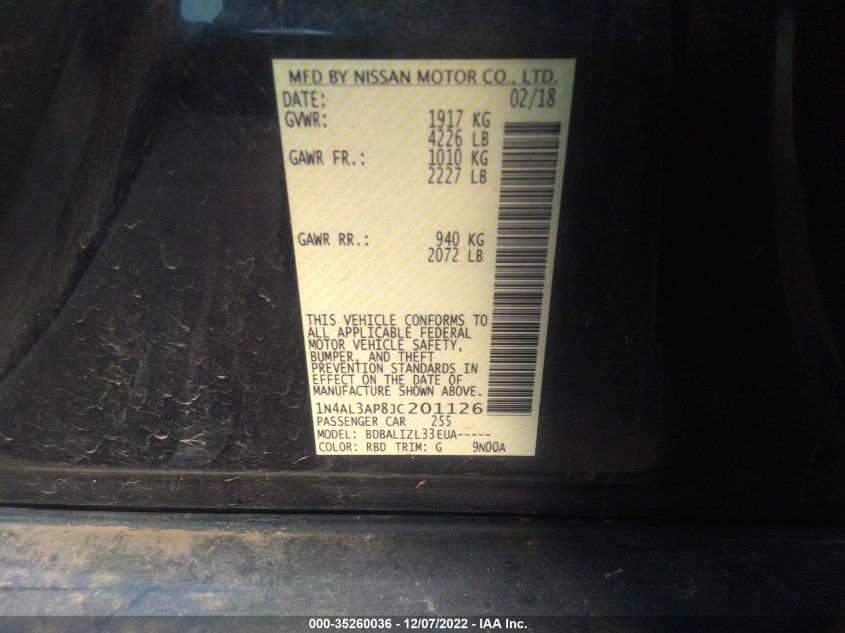 MFD BY NISSAN MOTOR CO., LTD.
DATE: 02/18
GVWR: 1917 KG
4226 LB
GAWR FR.: 1010 KG
2227 LB
GAWR RR.: 940 KG
2072 LB
THIS VEHICLE CONFORMS TO
ALL APPLICABLE FEDERAL
MOTOR VEHICLE SAFETY,
BUMPER, AND THEFT
PREVENTION STANDARDS IN
EFFECT ON THE DATE OF
MANUFACTURE SHOWN ABOVE.
1N4AL3AP8JC201126
PASSENGER CAR 255
MODEL: BDBALIZL33EUA-----
COLOR: RBD TRIM: G 9N00A
000-35260036 - 12/07/2022 - IAA Inc.